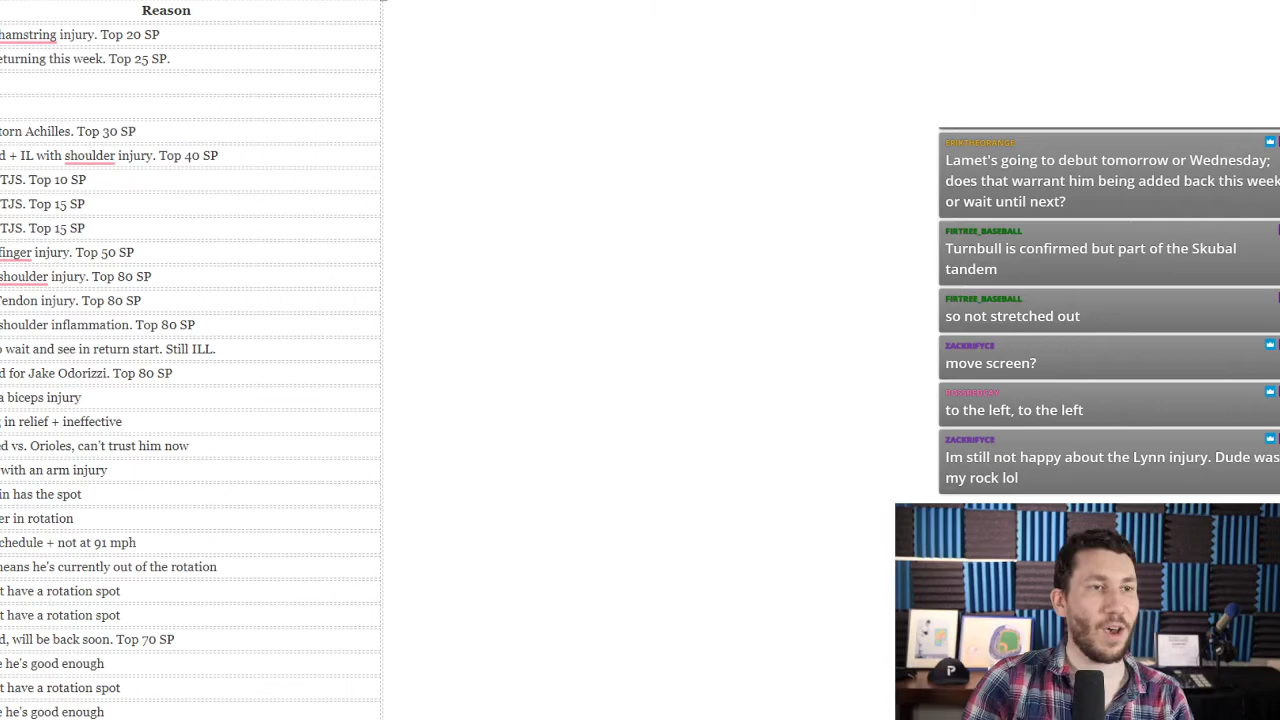 Reason
hamstring injury. Top 20 SP
eturning this week. Top 25 SP.
torn Achilles. Top 30 SP
d + IL with shoulder injury. Top 40 SP
TJS. Top 10 SP
TJS. Top 15 SP
TJS. Top 15 SP
finger injury. Top 50 SP
shoulder injury. Top 80 SP
Tendon injury. Top 80 SP
shoulder inflammation. Top 80 SP
o wait and see in return start. Still ILL.
d for Jake Odorizzi. Top 80 SP
a biceps injury
g in relief + ineffective
ed vs. Orioles, can't trust him now
with an arm injury
in has the spot
er in rotation
chedule + not at 91 mph
means he's currently out of the rotation
t have a rotation spot
t have a rotation spot
d, will be back soon. Top 70 SP
e he's good enough
t have a rotation spot
e he's good enough
ERIKTHEORANGE
Lamet's going to debut tomorrow or Wednesday;
does that warrant him being added back this week
or wait until next?
FIRTREE_BASEBALL
Turnbull is confirmed but part of the Skubal
tandem
FIRTREE_BASEBALL
so not stretched out
ZACKRIFYCE
move screen?
to the left, to the left
ZACKRIFYCE
Im still not happy about the Lynn injury. Dude was
my rock lol
P